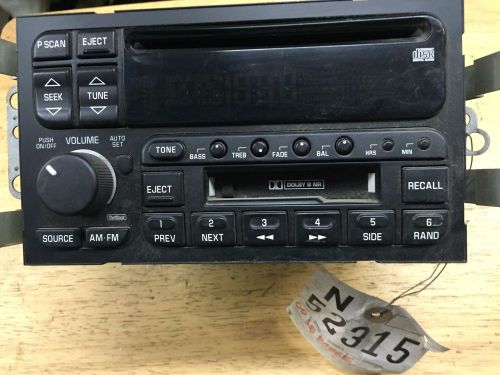 P SCAN
EJECT
SEEK
TUNE
PUSH ON/OFF
VOLUME
AUTO SET
TONE
BASS
TREB
FADE
BAL
HRS
MIN
EJECT
DOLBY B NR
RECALL
SOURCE
AM·FM
1 PREV
2 NEXT
3 ◄◄
4 ►►
5 SIDE
6 RAND
N
52315